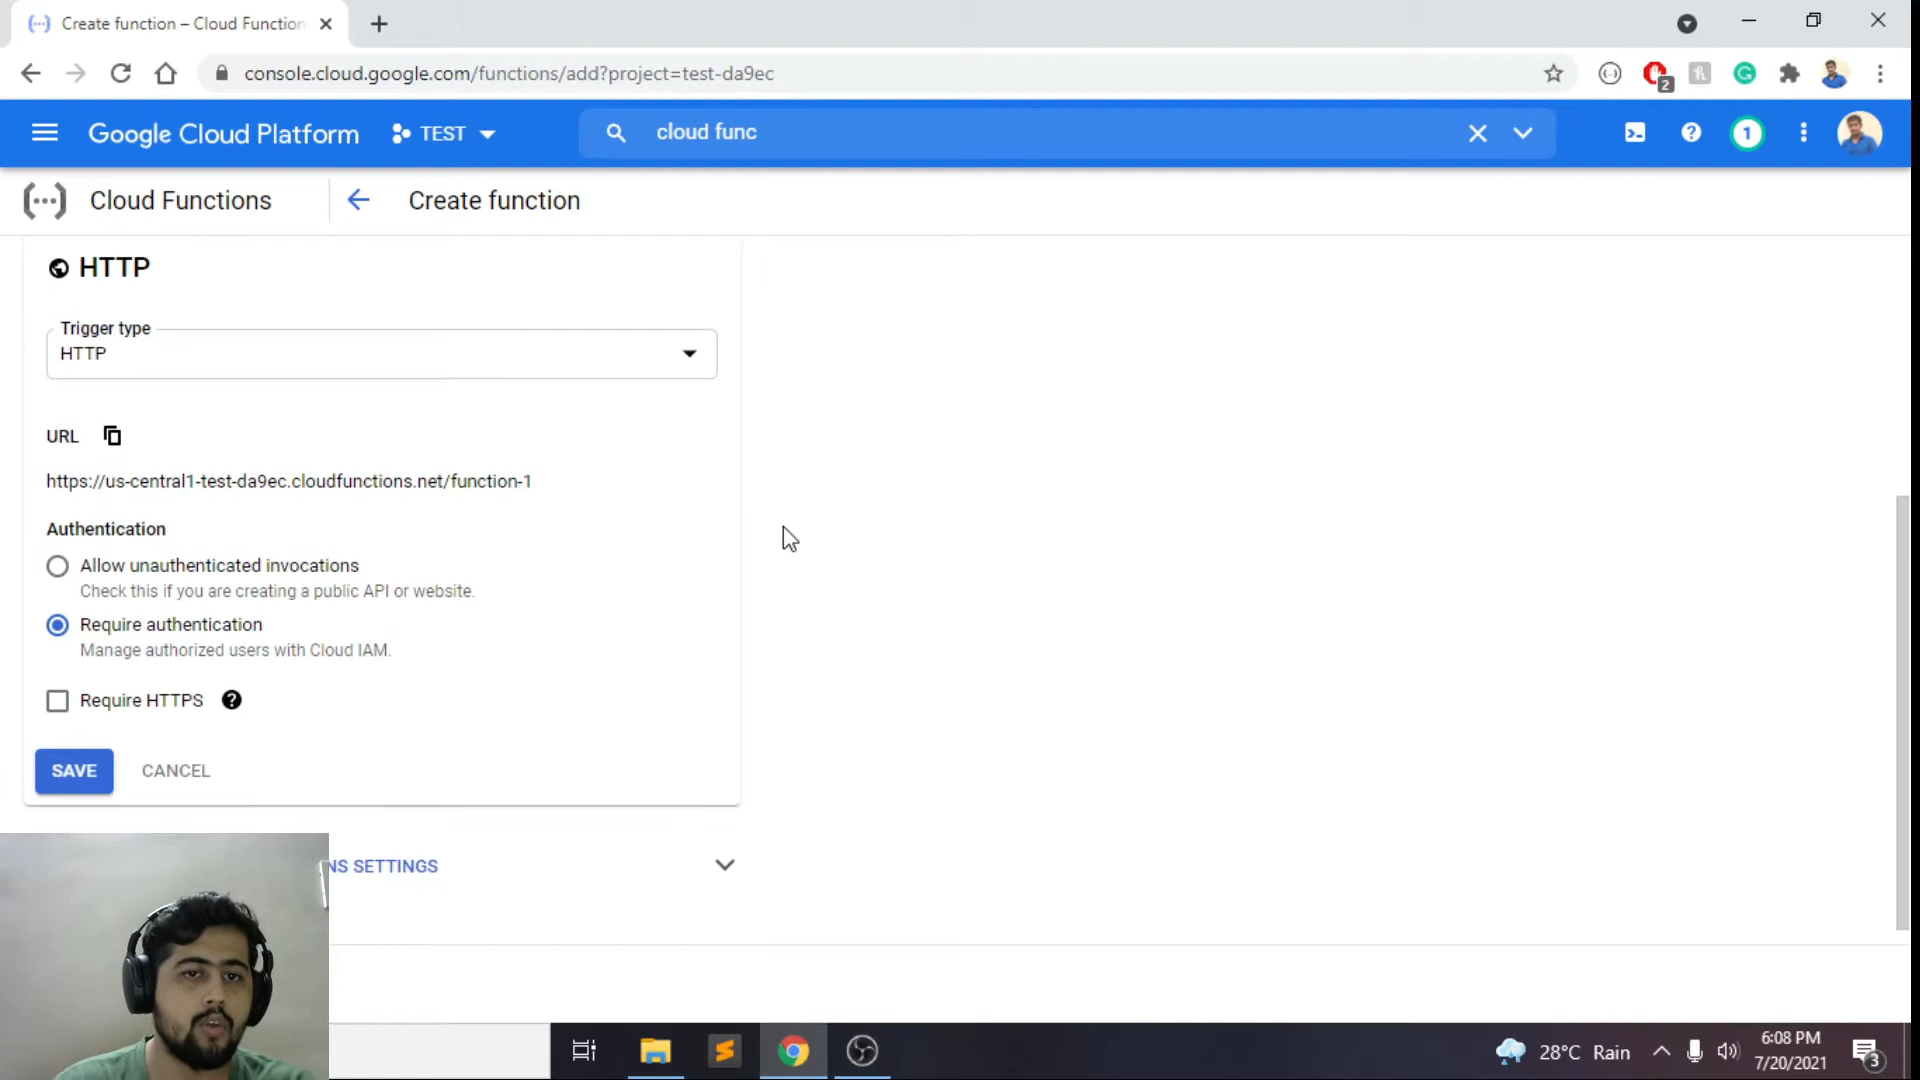 Create function – Cloud Function
console.cloud.google.com/functions/add?project=test-da9ec
2
Google Cloud Platform
TEST
cloud func
1
Cloud Functions
Create function
HTTP
Trigger type
HTTP
URL
https://us-central1-test-da9ec.cloudfunctions.net/function-1
Authentication
Allow unauthenticated invocations
Check this if you are creating a public API or website.
Require authentication
Manage authorized users with Cloud IAM.
Require HTTPS
SAVE
CANCEL
NS SETTINGS
28°C Rain
6:08 PM
7/20/2021
3